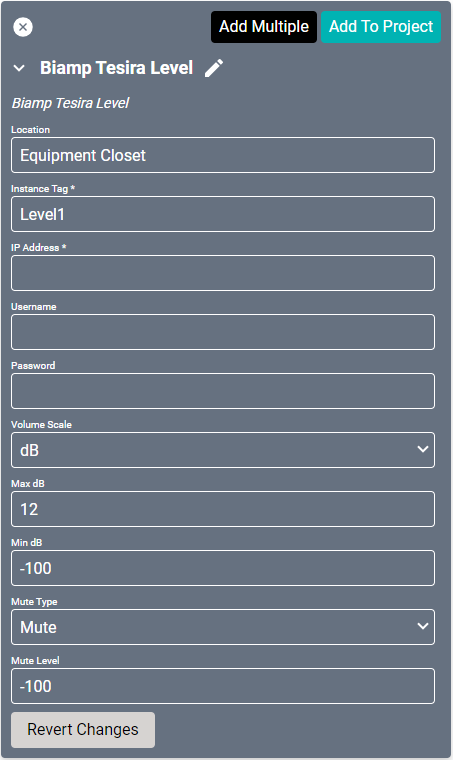 Add Multiple
Add To Project
Biamp Tesira Level
Biamp Tesira Level
Location
Equipment Closet
Instance Tag *
Level1
IP Address *
Username
Password
Volume Scale
dB
Max dB
12
Min dB
-100
Mute Type
Mute
Mute Level
-100
Revert Changes